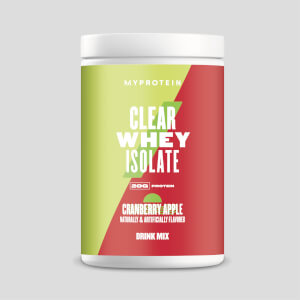 MYPROTEIN
CLEAR
WHEY
ISOLATE
20G PROTEIN
CRANBERRY APPLE
NATURALLY & ARTIFICIALLY FLAVORED
DRINK MIX